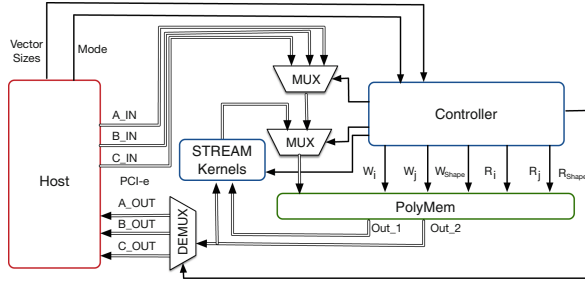 Vector
Sizes
Mode
MUX
A_IN
B_IN
C_IN
Controller
STREAM
Kernels
MUX
Host
PCI-e
Wi
Wj
WShape
Ri
Rj
RShape
A_OUT
B_OUT
C_OUT
DEMUX
PolyMem
Out_1
Out_2